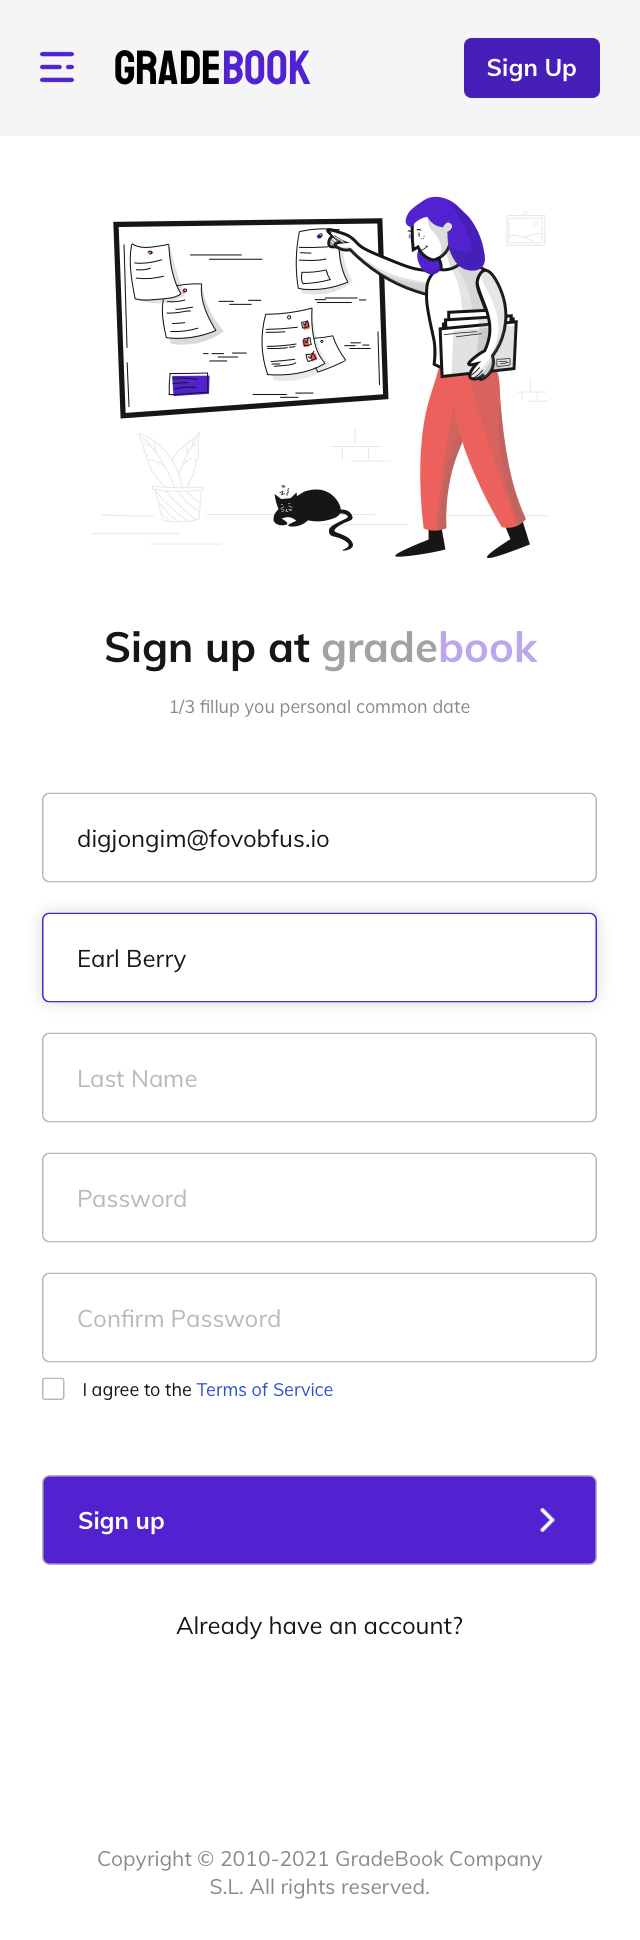 GRADEBOOK
Sign Up
Sign up at gradebook
1/3 fillup you personal common date
digjongim@fovobfus.io
Earl Berry
Last Name
Password
Confirm Password
I agree to the Terms of Service
Sign up
Already have an account?
Copyright © 2010-2021 GradeBook Company
S.L. All rights reserved.